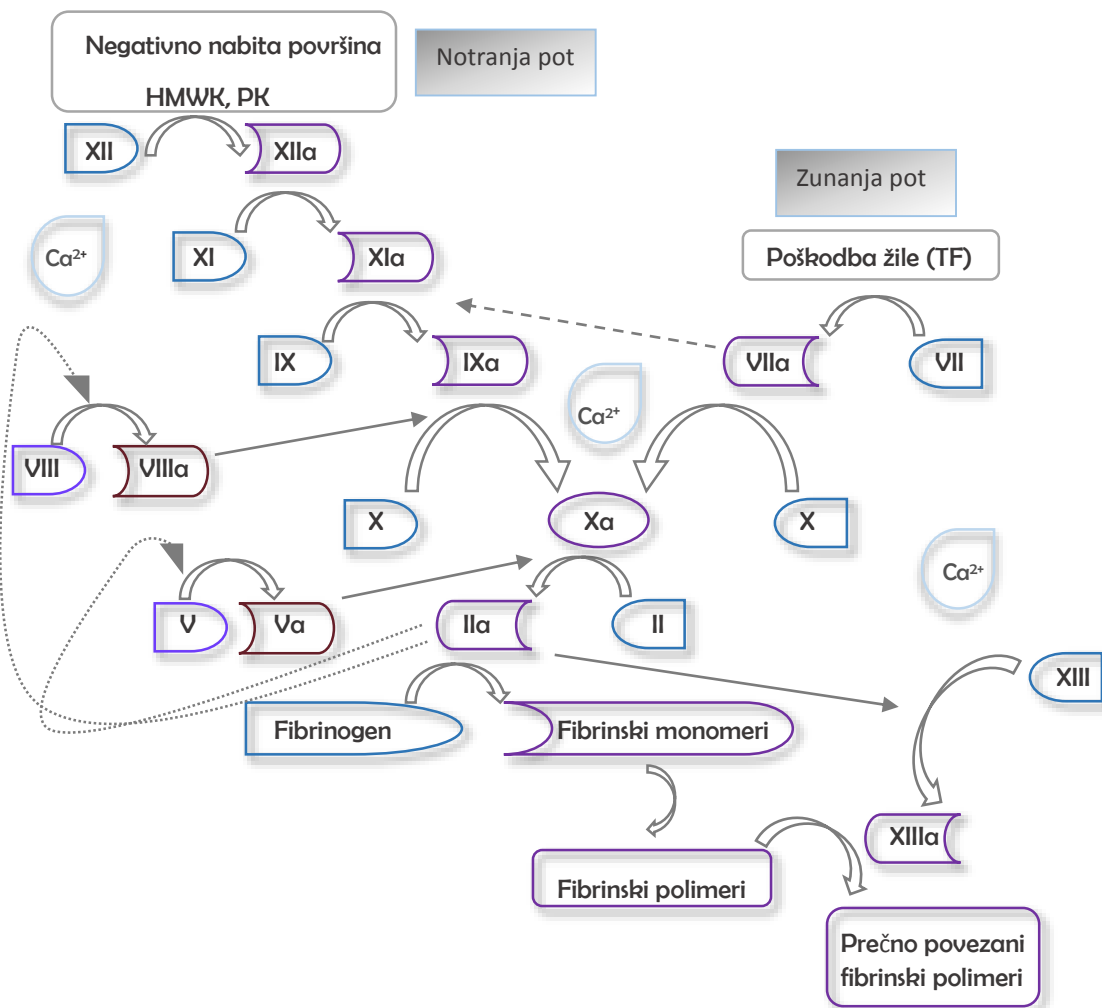 Negativno nabita površina
HMWK, PK
Notranja pot
XII
XIIa
Zunanja pot
Ca²⁺
XI
XIa
Poškodba žile (TF)
IX
IXa
VIIa
VII
Ca²⁺
VIII
VIIIa
X
Xa
X
Ca²⁺
V
Va
IIa
II
XIII
Fibrinogen
Fibrinski monomeri
XIIIa
Fibrinski polimeri
Prečno povezani
fibrinski polimeri